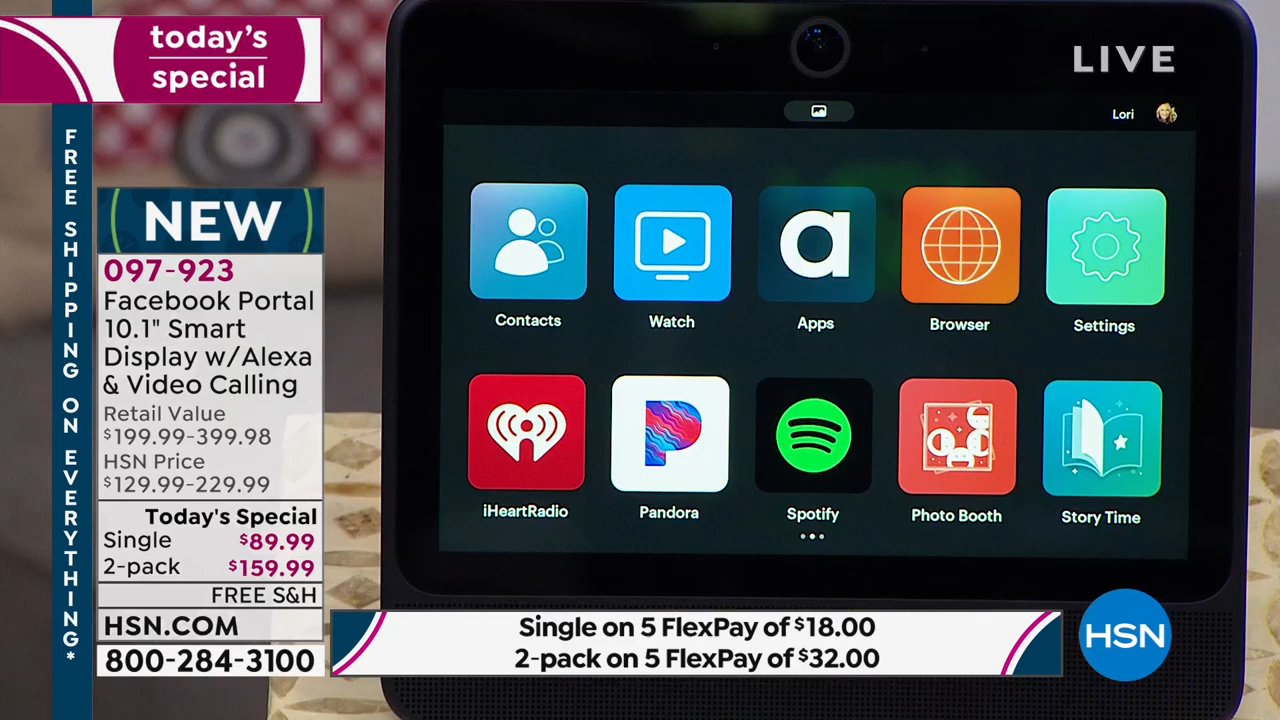 today's
special
LIVE
FREE SHIPPING ON EVERYTHING*
NEW
097-923
Facebook Portal
10.1" Smart
Display w/Alexa
& Video Calling
Retail Value
$199.99-399.98
HSN Price
$129.99-229.99
Today's Special
Single $89.99
2-pack $159.99
FREE S&H
HSN.COM
800-284-3100
Lori
Contacts
Watch
a
Apps
Browser
Settings
iHeartRadio
Pandora
Spotify
Photo Booth
Story Time
Single on 5 FlexPay of $18.00
2-pack on 5 FlexPay of $32.00
HSN